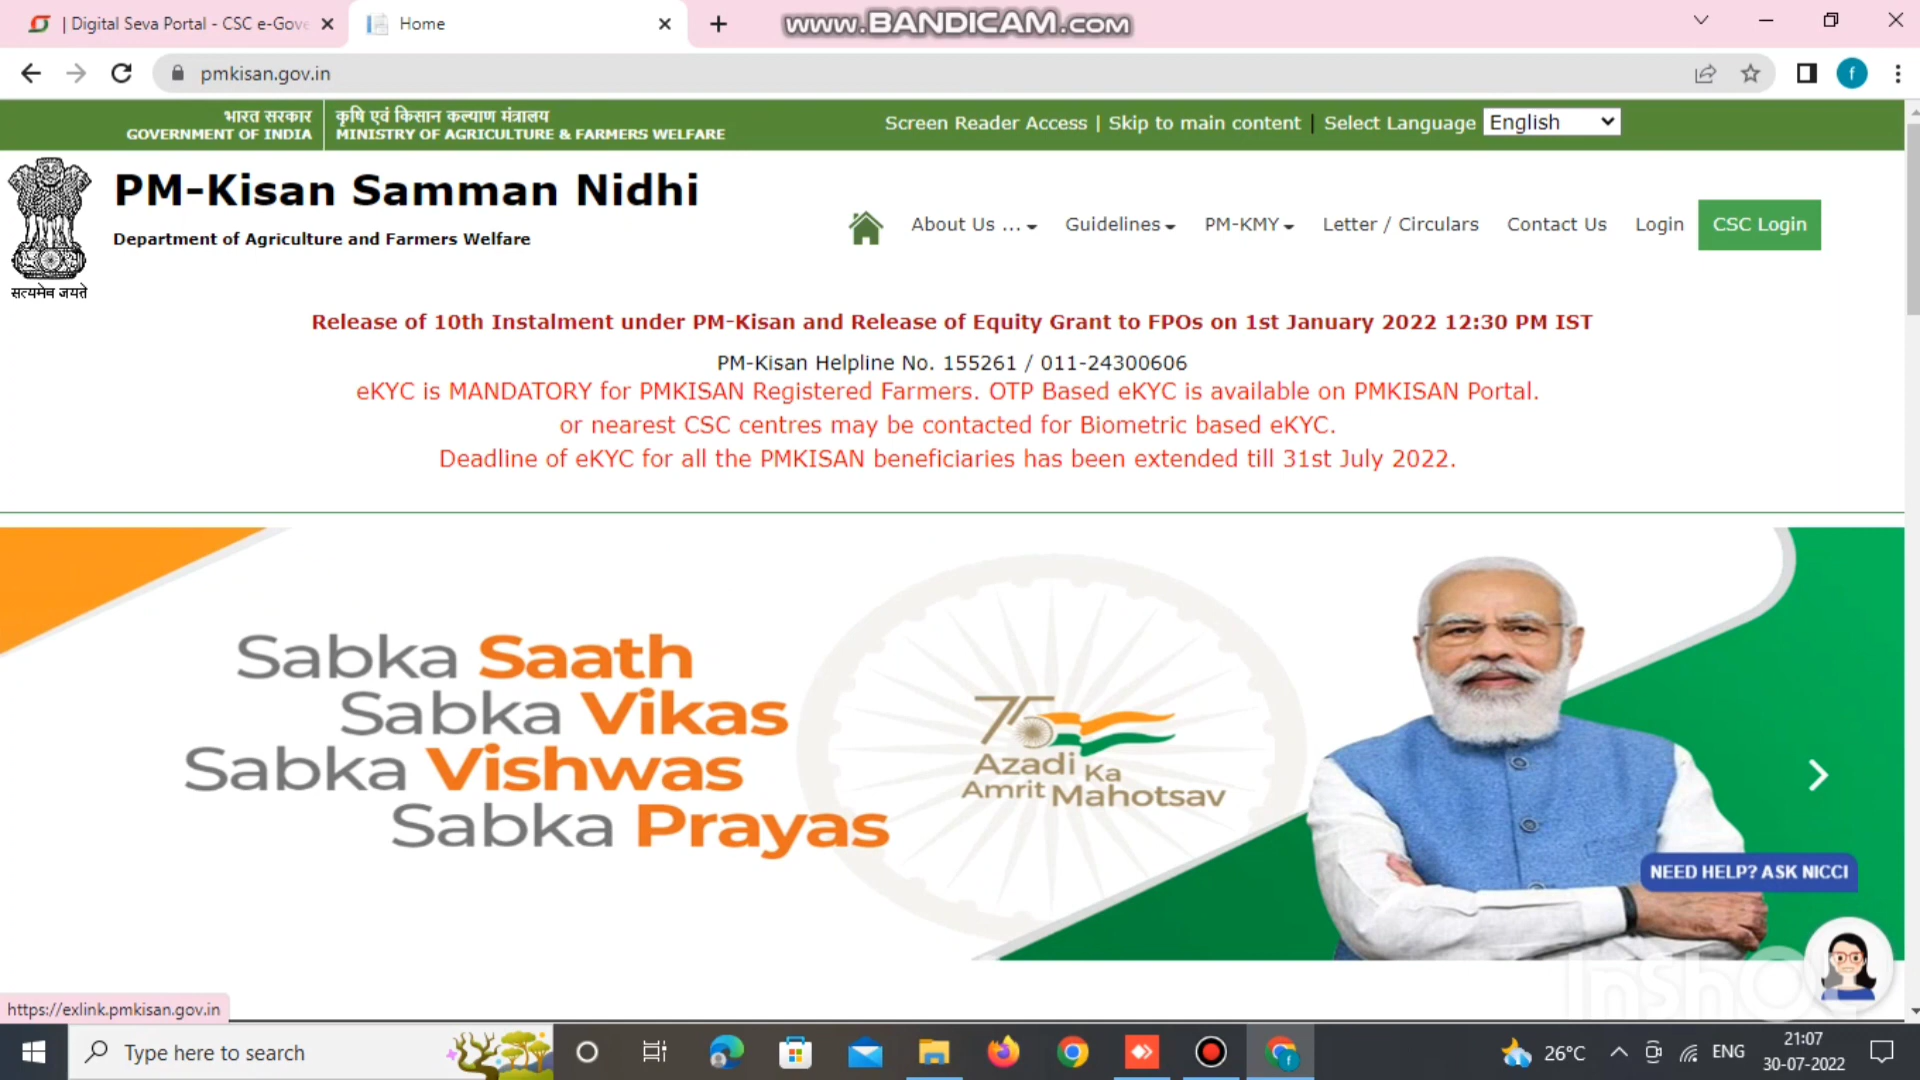 | Digital Seva Portal - CSC e-Gove
Home
www.BANDICAM.com
pmkisan.gov.in
f
भारत सरकार
GOVERNMENT OF INDIA
कृषि एवं किसान कल्याण मंत्रालय
MINISTRY OF AGRICULTURE & FARMERS WELFARE
Screen Reader Access | Skip to main content | Select Language English
PM-Kisan Samman Nidhi
Department of Agriculture and Farmers Welfare
सत्यमेव जयते
About Us ... Guidelines PM-KMY Letter / Circulars Contact Us Login CSC Login
Release of 10th Instalment under PM-Kisan and Release of Equity Grant to FPOs on 1st January 2022 12:30 PM IST
PM-Kisan Helpline No. 155261 / 011-24300606
eKYC is MANDATORY for PMKISAN Registered Farmers. OTP Based eKYC is available on PMKISAN Portal.
or nearest CSC centres may be contacted for Biometric based eKYC.
Deadline of eKYC for all the PMKISAN beneficiaries has been extended till 31st July 2022.
Sabka Saath
Sabka Vikas
Sabka Vishwas
Sabka Prayas
75
Azadi Ka
Amrit Mahotsav
NEED HELP? ASK NICCI
InShO
https://exlink.pmkisan.gov.in
Type here to search
f
26°C
ENG
21:07
30-07-2022